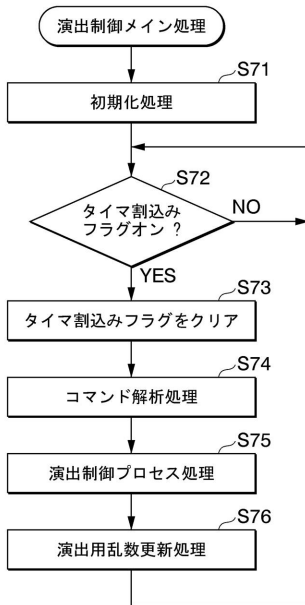 演出制御メイン処理
S71
初期化処理
S72
タイマ割込み
フラグオン ?
NO
YES
S73
タイマ割込みフラグをクリア
S74
コマンド解析処理
S75
演出制御プロセス処理
S76
演出用乱数更新処理